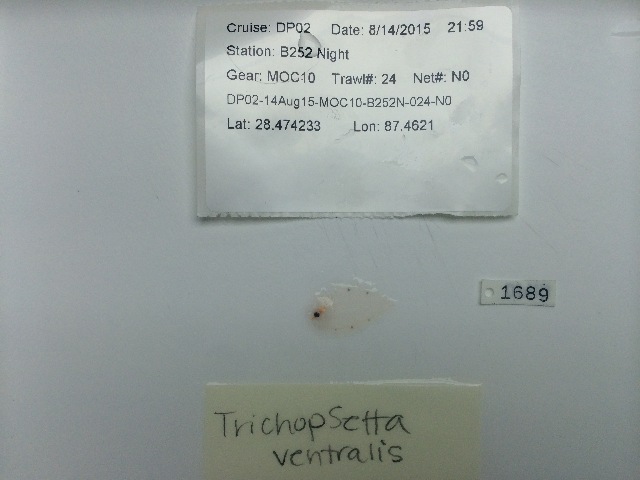 Cruise: DP02 Date: 8/14/2015 21:59
Station: B252 Night
Gear: MOC10 Trawl#: 24 Net#: N0
DP02-14Aug15-MOC10-B252N-024-N0
Lat: 28.474233 Lon: 87.4621
1689
Trichopsetta
ventralis